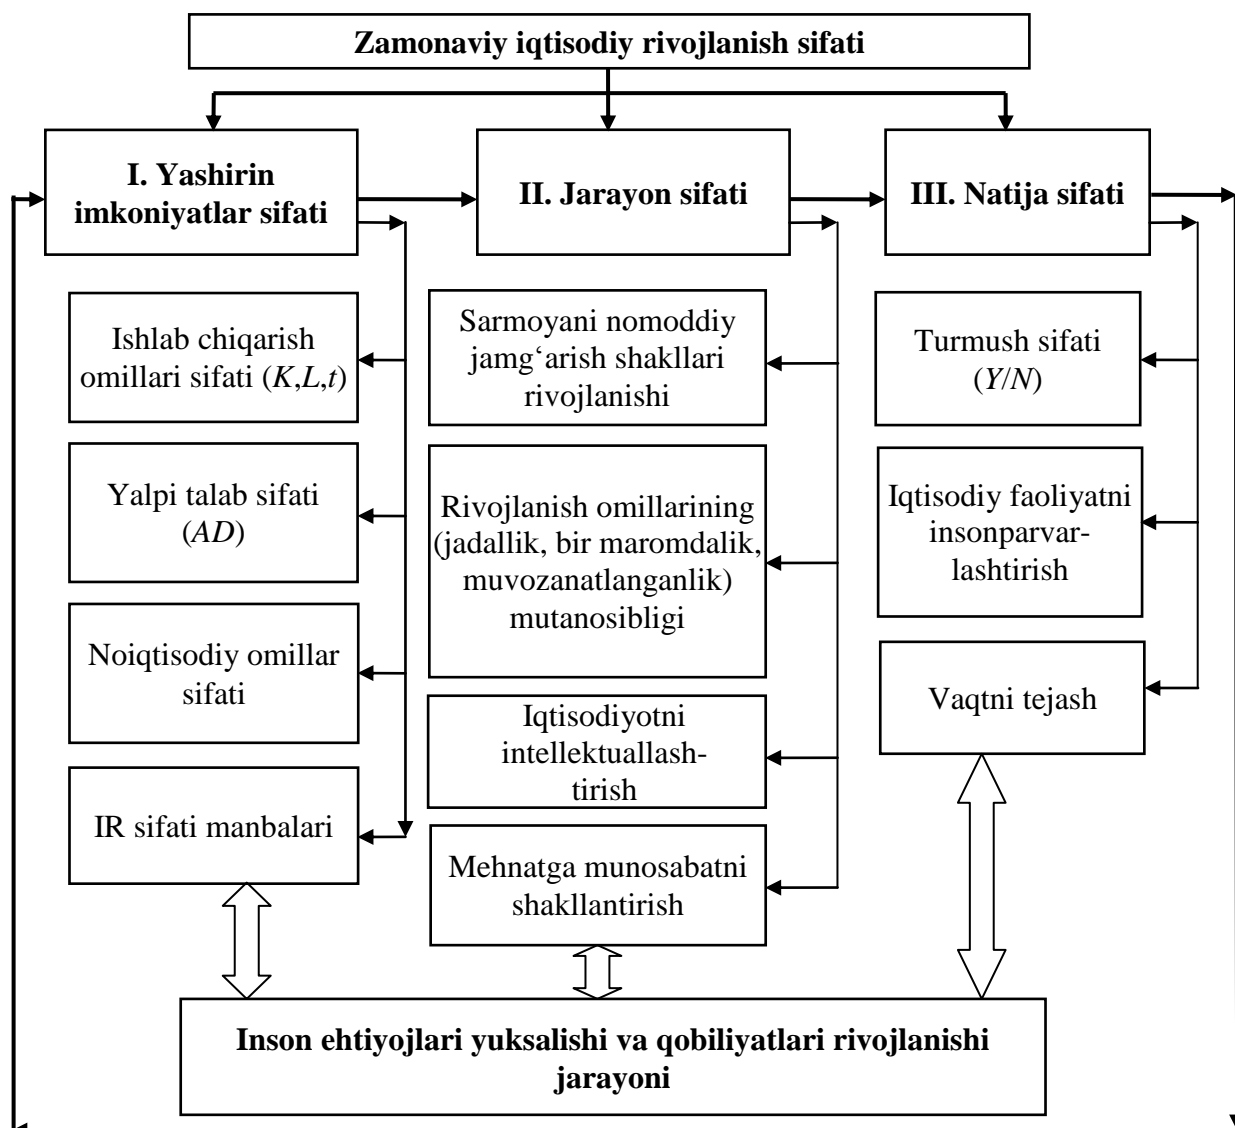 Zamonaviy iqtisodiy rivojlanish sifati
I. Yashirin
imkoniyatlar sifati
II. Jarayon sifati
III. Natija sifati
Ishlab chiqarish
omillari sifati (K,L,t)
Yalpi talab sifati
(AD)
Noiqtisodiy omillar
sifati
IR sifati manbalari
Sarmoyani nomoddiy
jamg‘arish shakllari
rivojlanishi
Rivojlanish omillarining
(jadallik, bir maromdalik,
muvozanatlanganlik)
mutanosibligi
Iqtisodiyotni
intellektuallash-
tirish
Mehnatga munosabatni
shakllantirish
Turmush sifati
(Y/N)
Iqtisodiy faoliyatni
insonparvar-
lashtirish
Vaqtni tejash
Inson ehtiyojlari yuksalishi va qobiliyatlari rivojlanishi
jarayoni